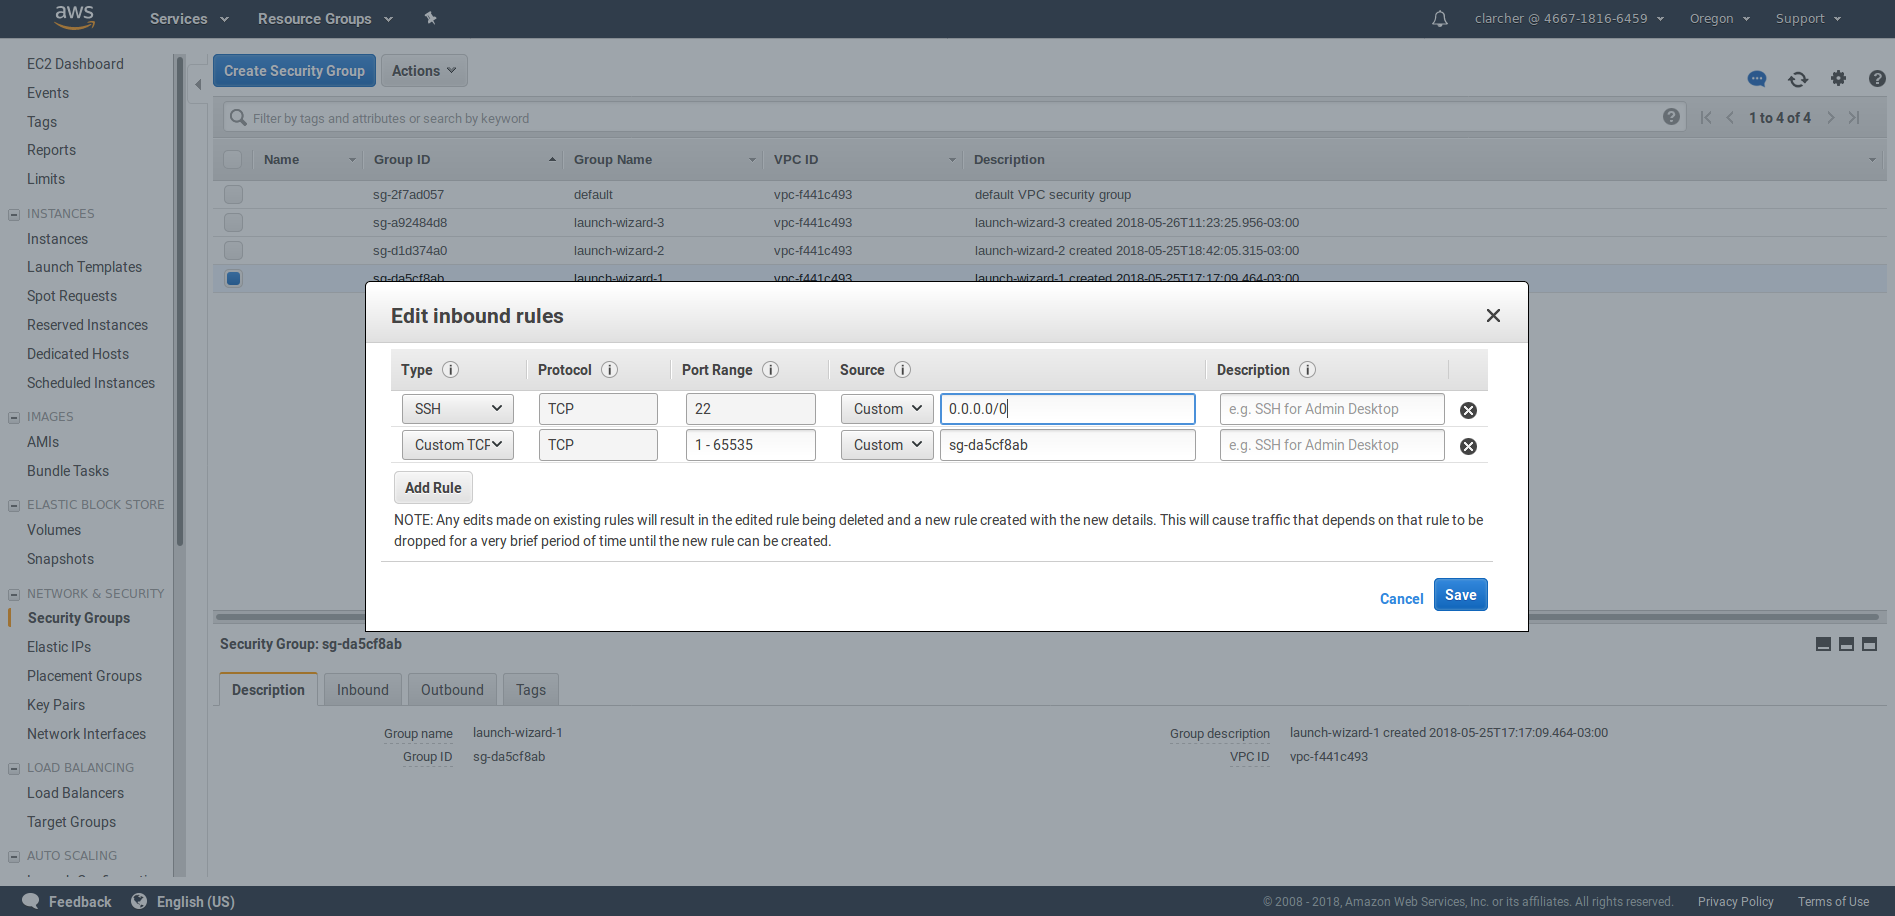 aws Services Resource Groups clarcher @ 4667-1816-6459 Oregon Support
EC2 Dashboard
Events
Tags
Reports
Limits
INSTANCES
Instances
Launch Templates
Spot Requests
Reserved Instances
Dedicated Hosts
Scheduled Instances
IMAGES
AMIs
Bundle Tasks
ELASTIC BLOCK STORE
Volumes
Snapshots
NETWORK & SECURITY
Security Groups
Elastic IPs
Placement Groups
Key Pairs
Network Interfaces
LOAD BALANCING
Load Balancers
Target Groups
AUTO SCALING
Create Security Group Actions
Filter by tags and attributes or search by keyword 1 to 4 of 4
Name Group ID Group Name VPC ID Description
sg-2f7ad057 default vpc-f441c493 default VPC security group
sg-a92484d8 launch-wizard-3 vpc-f441c493 launch-wizard-3 created 2018-05-26T11:23:25.956-03:00
sg-d1d374a0 launch-wizard-2 vpc-f441c493 launch-wizard-2 created 2018-05-25T18:42:05.315-03:00
sg-da5cf8ab launch-wizard-1 vpc-f441c493 launch-wizard-1 created 2018-05-25T17:17:09.464-03:00
Edit inbound rules
Type Protocol Port Range Source Description
SSH TCP 22 Custom 0.0.0.0/0 e.g. SSH for Admin Desktop
Custom TCP TCP 1 - 65535 Custom sg-da5cf8ab e.g. SSH for Admin Desktop
Add Rule
NOTE: Any edits made on existing rules will result in the edited rule being deleted and a new rule created with the new details. This will cause traffic that depends on that rule to be
dropped for a very brief period of time until the new rule can be created.
Cancel Save
Security Group: sg-da5cf8ab
Description Inbound Outbound Tags
Group name launch-wizard-1 Group description launch-wizard-1 created 2018-05-25T17:17:09.464-03:00
Group ID sg-da5cf8ab VPC ID vpc-f441c493
Feedback English (US) © 2008 - 2018, Amazon Web Services, Inc. or its affiliates. All rights reserved. Privacy Policy Terms of Use